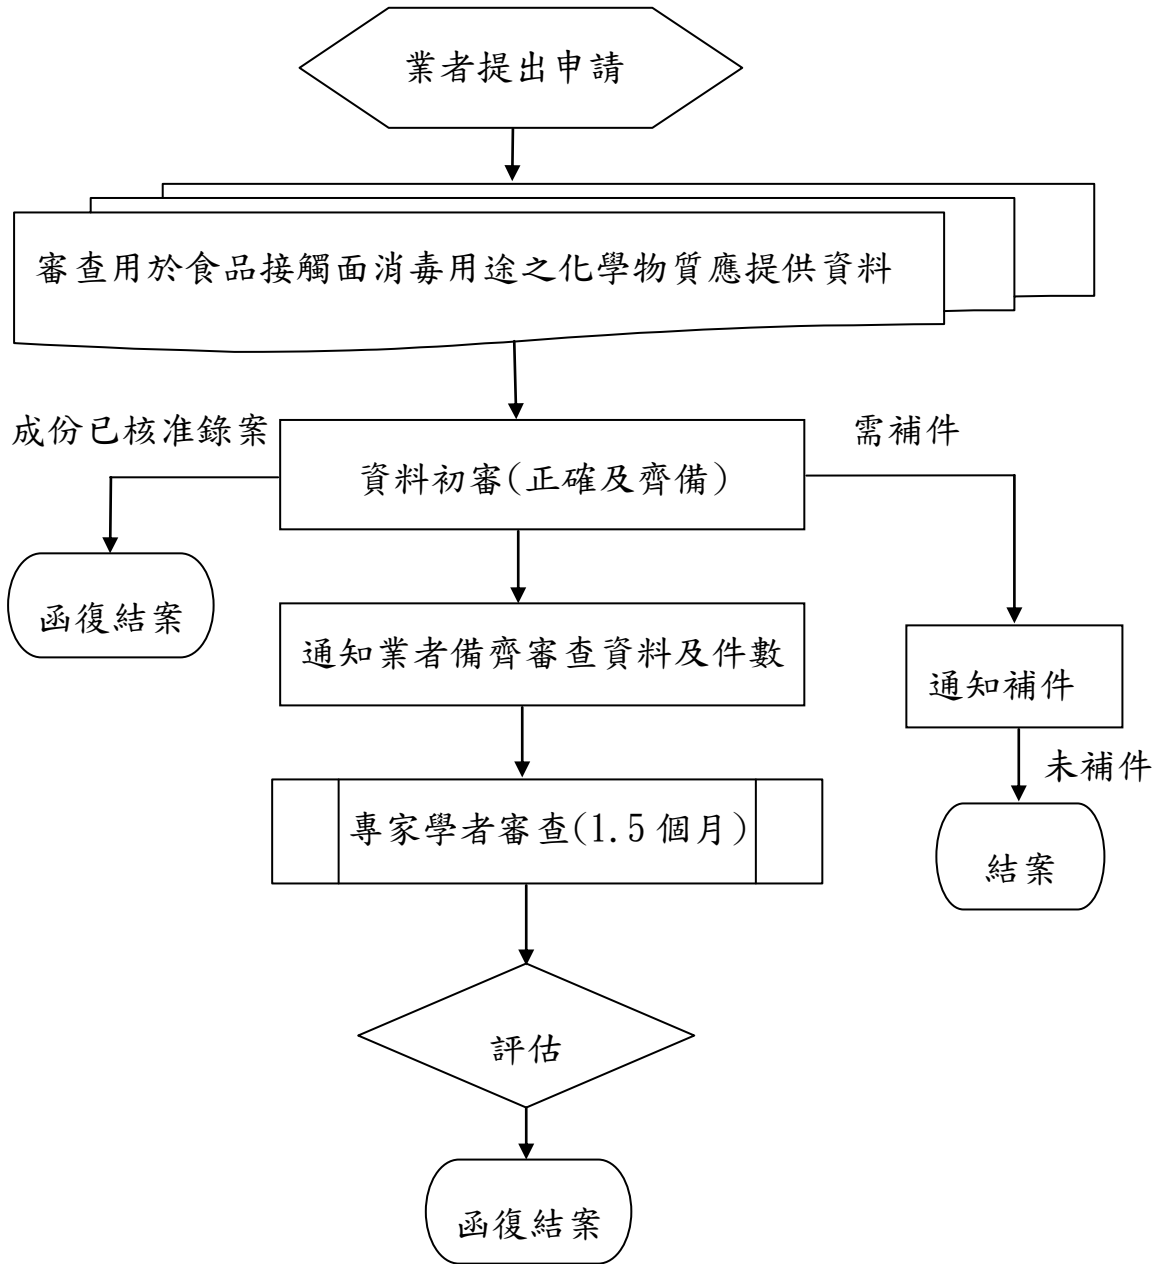 業者提出申請
審查用於食品接觸面消毒用途之化學物質應提供資料
成份已核准錄案
需補件
資料初審(正確及齊備)
函復結案
通知業者備齊審查資料及件數
通知補件
未補件
專家學者審查(1.5個月)
結案
評估
函復結案